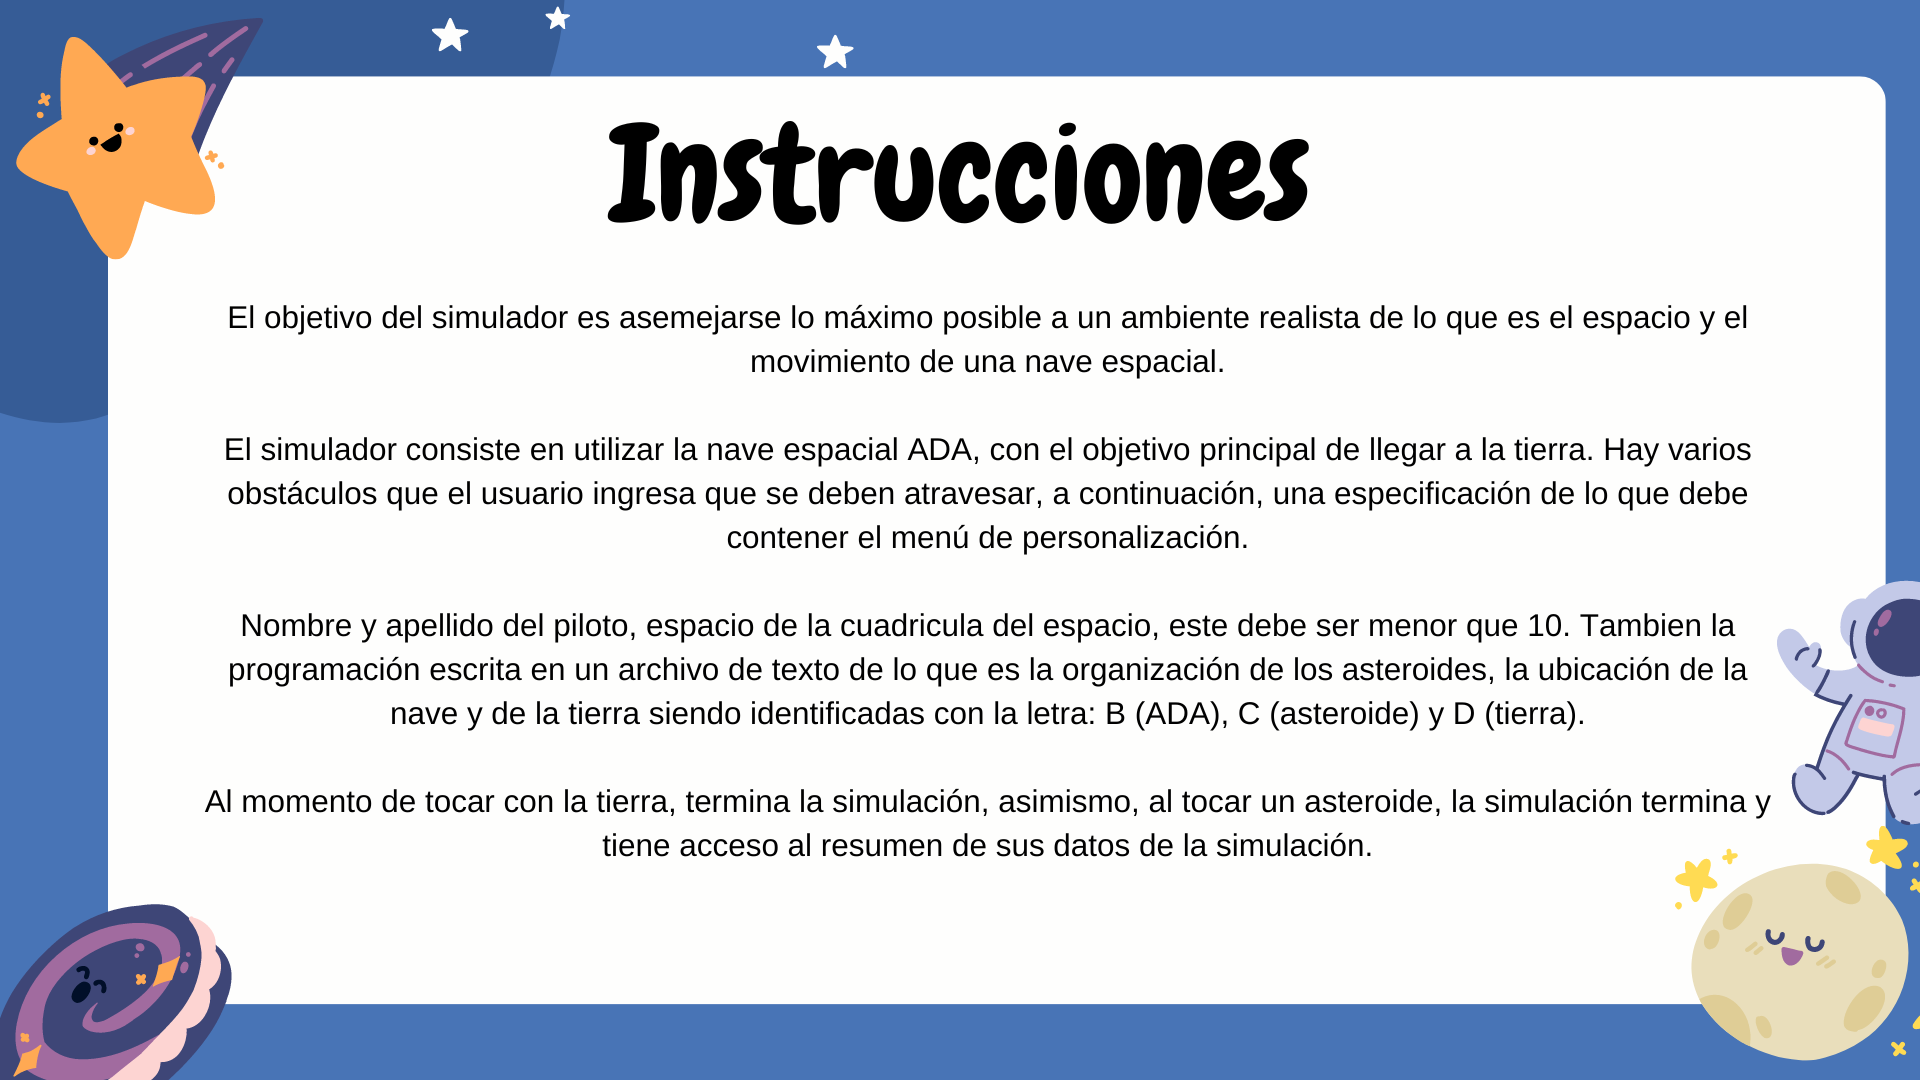 Instrucciones
El objetivo del simulador es asemejarse lo máximo posible a un ambiente realista de lo que es el espacio y el
movimiento de una nave espacial.
El simulador consiste en utilizar la nave espacial ADA, con el objetivo principal de llegar a la tierra. Hay varios
obstáculos que el usuario ingresa que se deben atravesar, a continuación, una especificación de lo que debe
contener el menú de personalización.
Nombre y apellido del piloto, espacio de la cuadricula del espacio, este debe ser menor que 10. Tambien la
programación escrita en un archivo de texto de lo que es la organización de los asteroides, la ubicación de la
nave y de la tierra siendo identificadas con la letra: B (ADA), C (asteroide) y D (tierra).
Al momento de tocar con la tierra, termina la simulación, asimismo, al tocar un asteroide, la simulación termina y
tiene acceso al resumen de sus datos de la simulación.